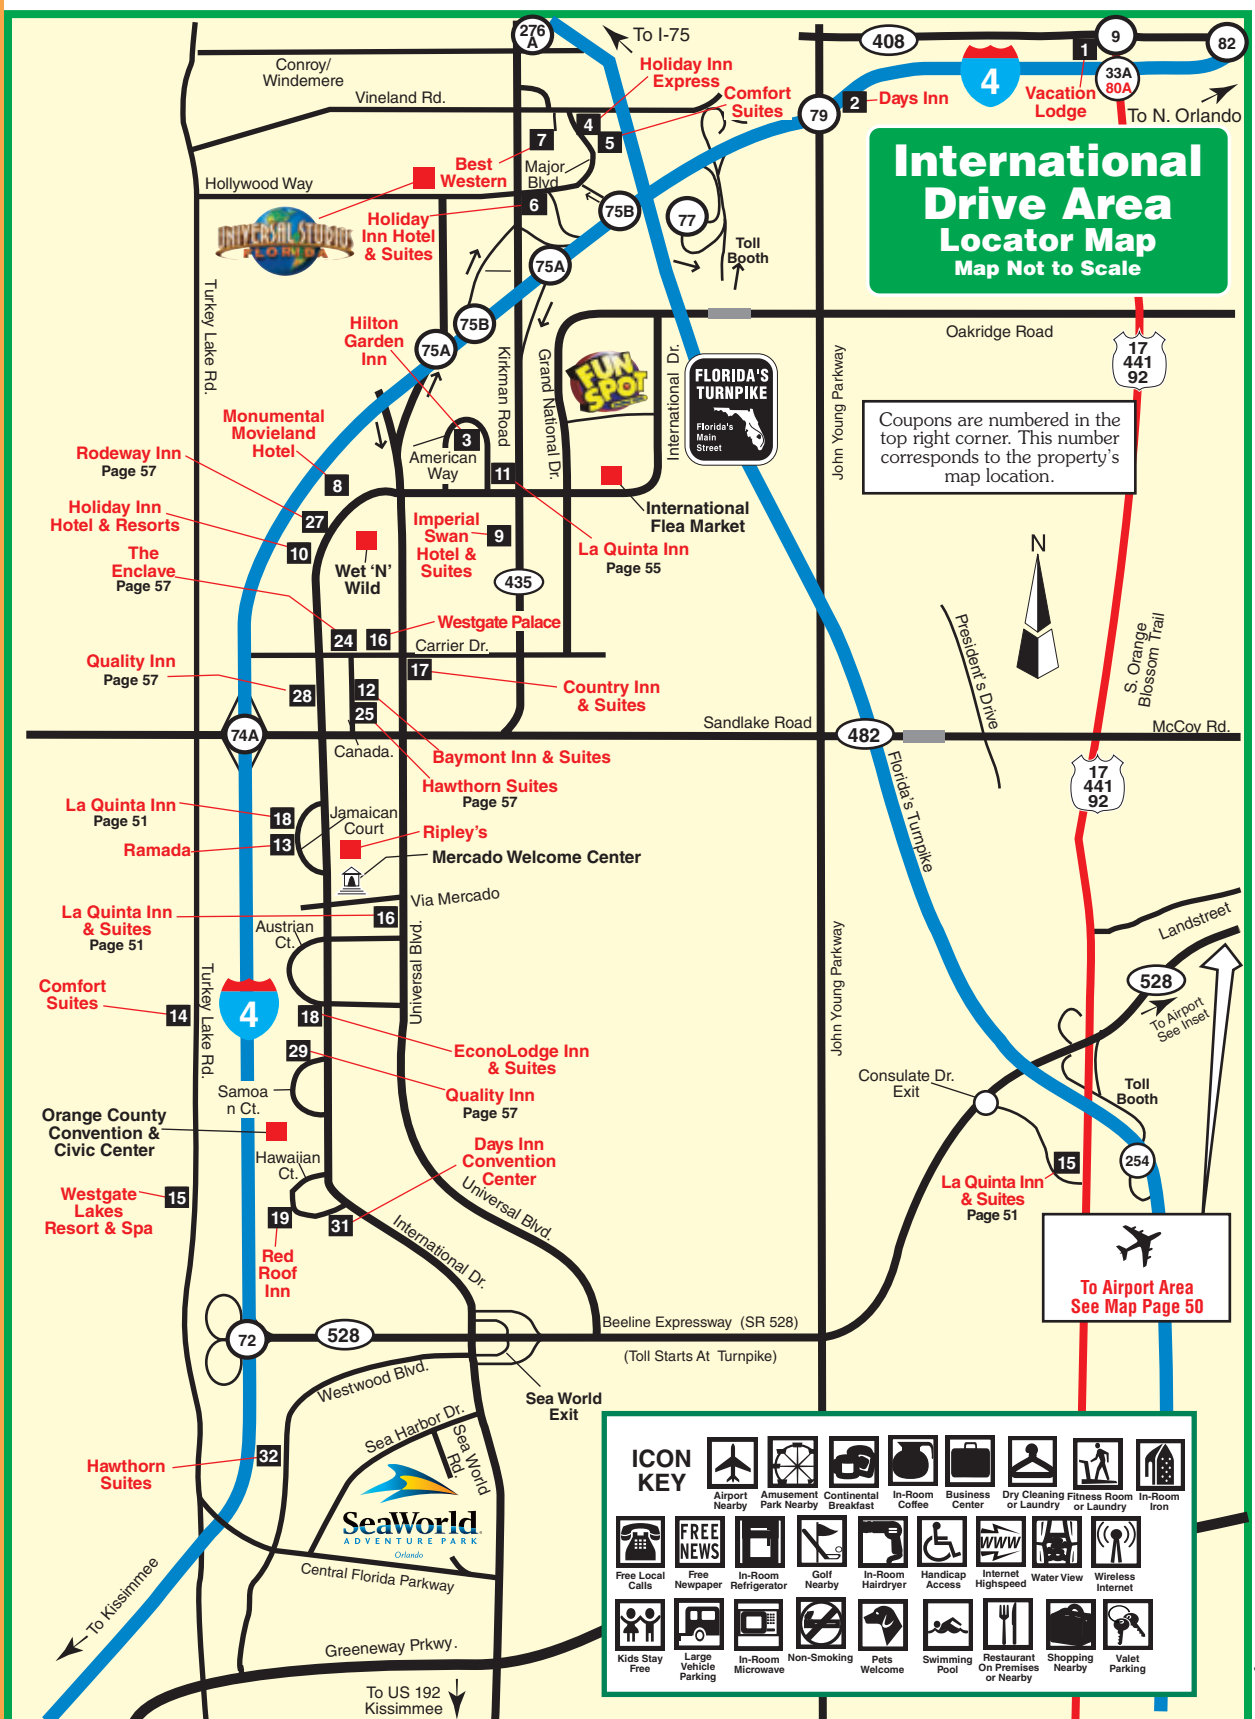 276
A
To I-75
408
9
82
Conroy/
Windemere
Holiday Inn
Express
1
33A
80A
4
Vineland Rd.
Comfort
Suites
79
2
Days Inn
Vacation
Lodge
To N. Orlando
4
5
7
International
Drive Area
Locator Map
Map Not to Scale
Best
Western
Major
Blvd.
Hollywood Way
6
75B
77
UNIVERSAL STUDIOS
FLORIDA
Holiday
Inn Hotel
& Suites
Toll
Booth
75A
Turkey Lake Rd.
75B
75A
Hilton
Garden
Inn
Kirkman Road
Grand National Dr.
FUN
SPOT
International Dr.
Oakridge Road
John Young Parkway
17
441
92
FLORIDA'S
TURNPIKE
Florida's
Main
Street
Coupons are numbered in the
top right corner. This number
corresponds to the property's
map location.
Monumental
Movieland
Hotel
3
American
Way
Rodeway Inn
Page 57
8
11
International
Flea Market
Holiday Inn
Hotel & Resorts
27
10
Imperial
Swan
Hotel &
Suites
9
La Quinta Inn
Page 55
N
The
Enclave
Page 57
Wet 'N'
Wild
435
24
16
Westgate Palace
Carrier Dr.
President's Drive
S. Orange
Blossom Trail
Quality Inn
Page 57
28
12
25
17
Country Inn
& Suites
74A
Canada.
Sandlake Road
482
McCoy Rd.
Baymont Inn & Suites
Hawthorn Suites
Page 57
Florida's Turnpike
17
441
92
La Quinta Inn
Page 51
18
Jamaican
Court
Ramada
13
Ripley's
Mercado Welcome Center
La Quinta Inn
& Suites
Page 51
Via Mercado
16
Austrian
Ct.
Universal Blvd.
John Young Parkway
Landstreet
528
To Airport
See Inset
Comfort
Suites
14
Turkey Lake Rd.
4
18
29
EconoLodge Inn
& Suites
Samoa
n Ct.
Quality Inn
Page 57
Consulate Dr.
Exit
Toll
Booth
Orange County
Convention &
Civic Center
Hawaiian
Ct.
Days Inn
Convention
Center
254
Westgate
Lakes
Resort & Spa
15
15
La Quinta Inn
& Suites
Page 51
19
31
Universal Blvd.
Red
Roof
Inn
International Dr.
To Airport Area
See Map Page 50
72
528
Beeline Expressway (SR 528)
(Toll Starts At Turnpike)
Westwood Blvd.
Sea World
Exit
Sea Harbor Dr.
Sea World
Rd.
Hawthorn
Suites
32
SeaWorld
ADVENTURE PARK
Orlando
Central Florida Parkway
To Kissimmee
Greeneway Prkwy.
To US 192
Kissimmee
ICON
KEY
Airport
Nearby
Amusement
Park Nearby
Continental
Breakfast
In-Room
Coffee
Business
Center
Dry Cleaning
or Laundry
Fitness Room
or Laundry
In-Room
Iron
FREE
NEWS
WWW
Free Local
Calls
Free
Newpaper
In-Room
Refrigerator
Golf
Nearby
In-Room
Hairdryer
Handicap
Access
Internet
Highspeed
Water View
Wireless
Internet
Kids Stay
Free
Large
Vehicle
Parking
In-Room
Microwave
Non-Smoking
Pets
Welcome
Swimming
Pool
Restaurant
On Premises
or Nearby
Shopping
Nearby
Valet
Parking